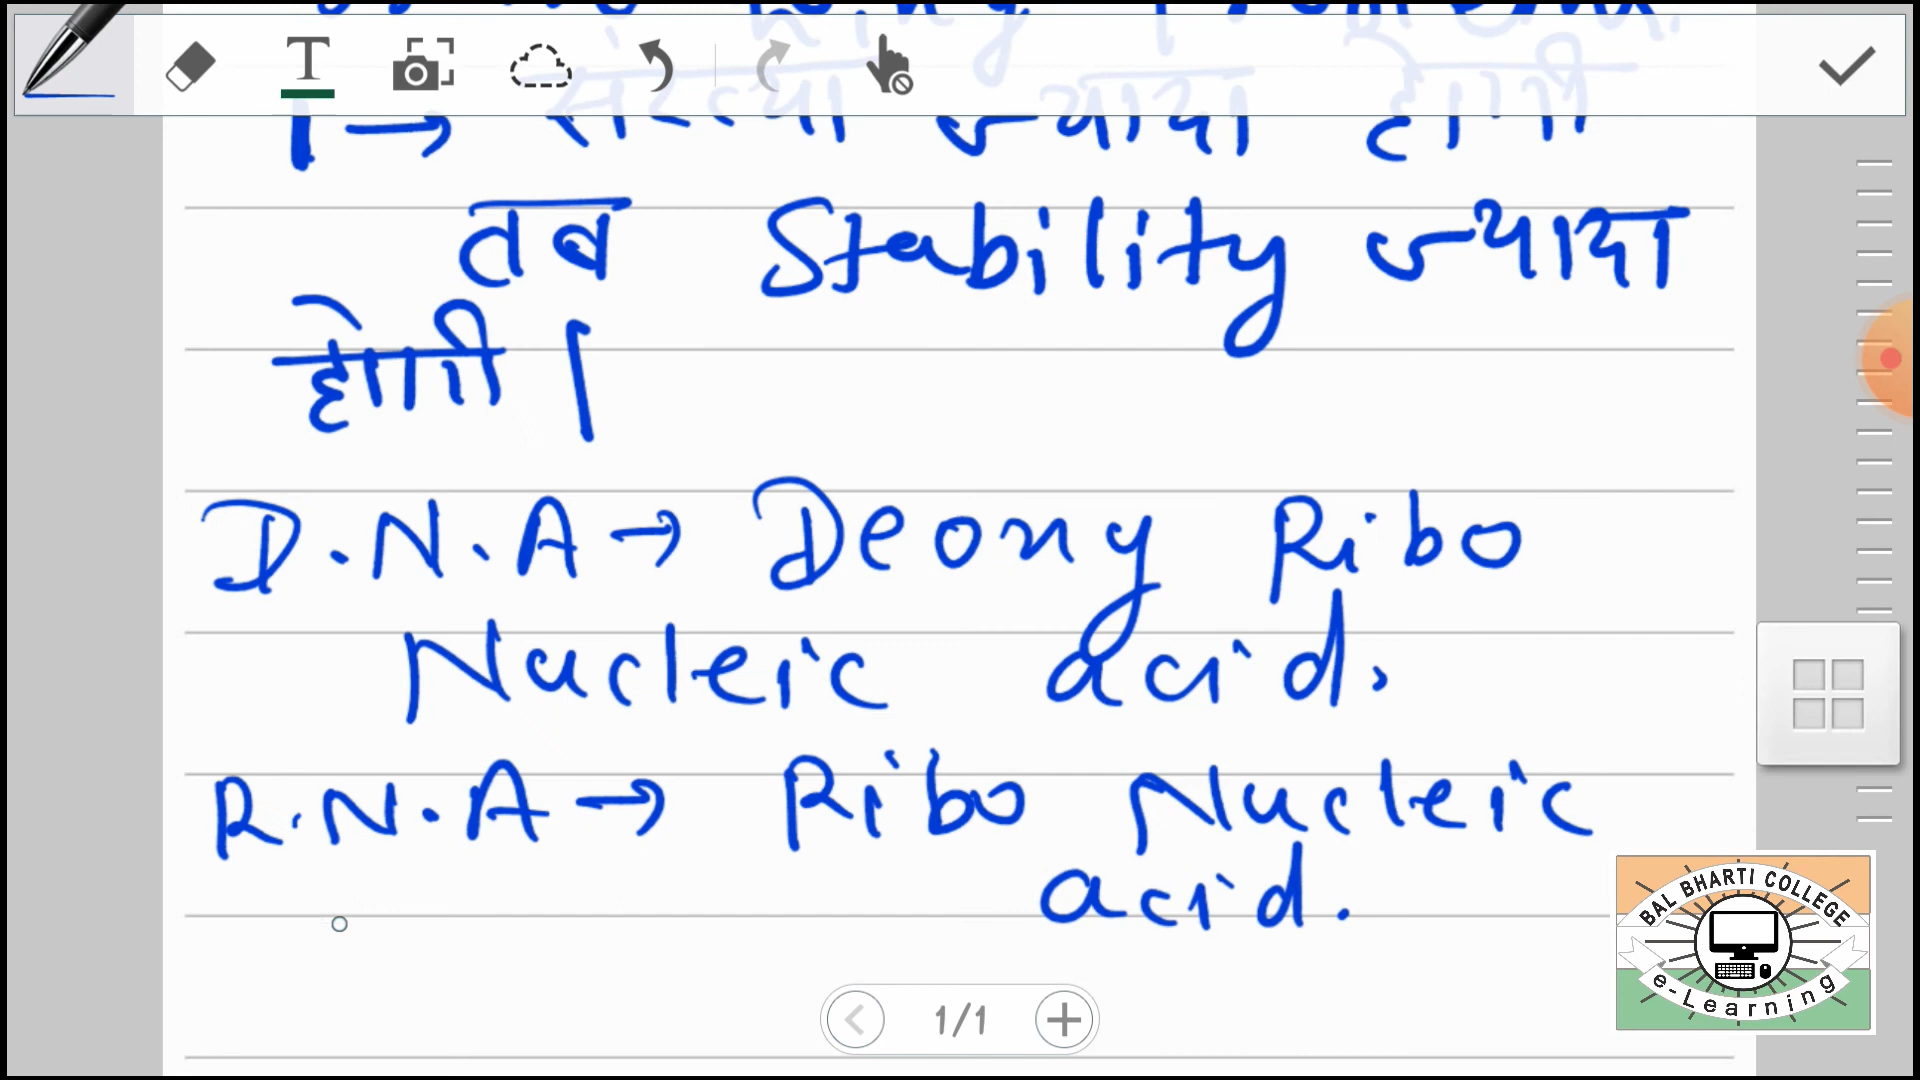 T
→ संख्या ज्यादा होगी
तब Stability ज्यादा
होगी |
D.N.A → Deoxy Ribo
Nucleic acid.
R.N.A → Ribo Nucleic
acid.
BAL BHARTI COLLEGE
e-Learning
1/1